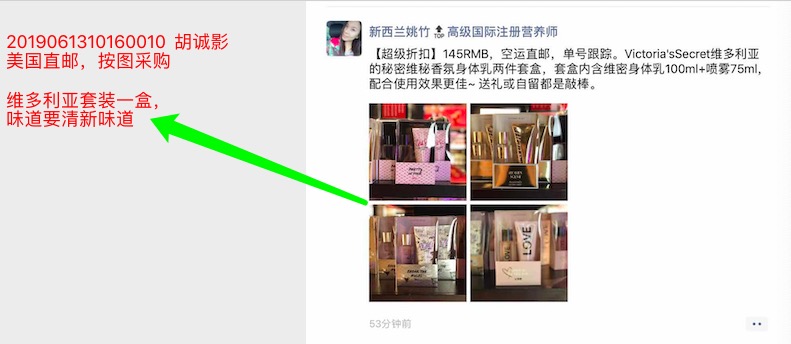 2019061310160010 胡诚影
美国直邮，按图采购
维多利亚套装一盒，
味道要清新味道
新西兰姚竹🔝高级国际注册营养师
【超级折扣】145RMB，空运直邮，单号跟踪。Victoria'sSecret维多利亚
的秘密维秘香氛身体乳两件套盒，套盒内含维密身体乳100ml+喷雾75ml，
配合使用效果更佳~ 送礼或自留都是敲棒。
LOVE
53分钟前